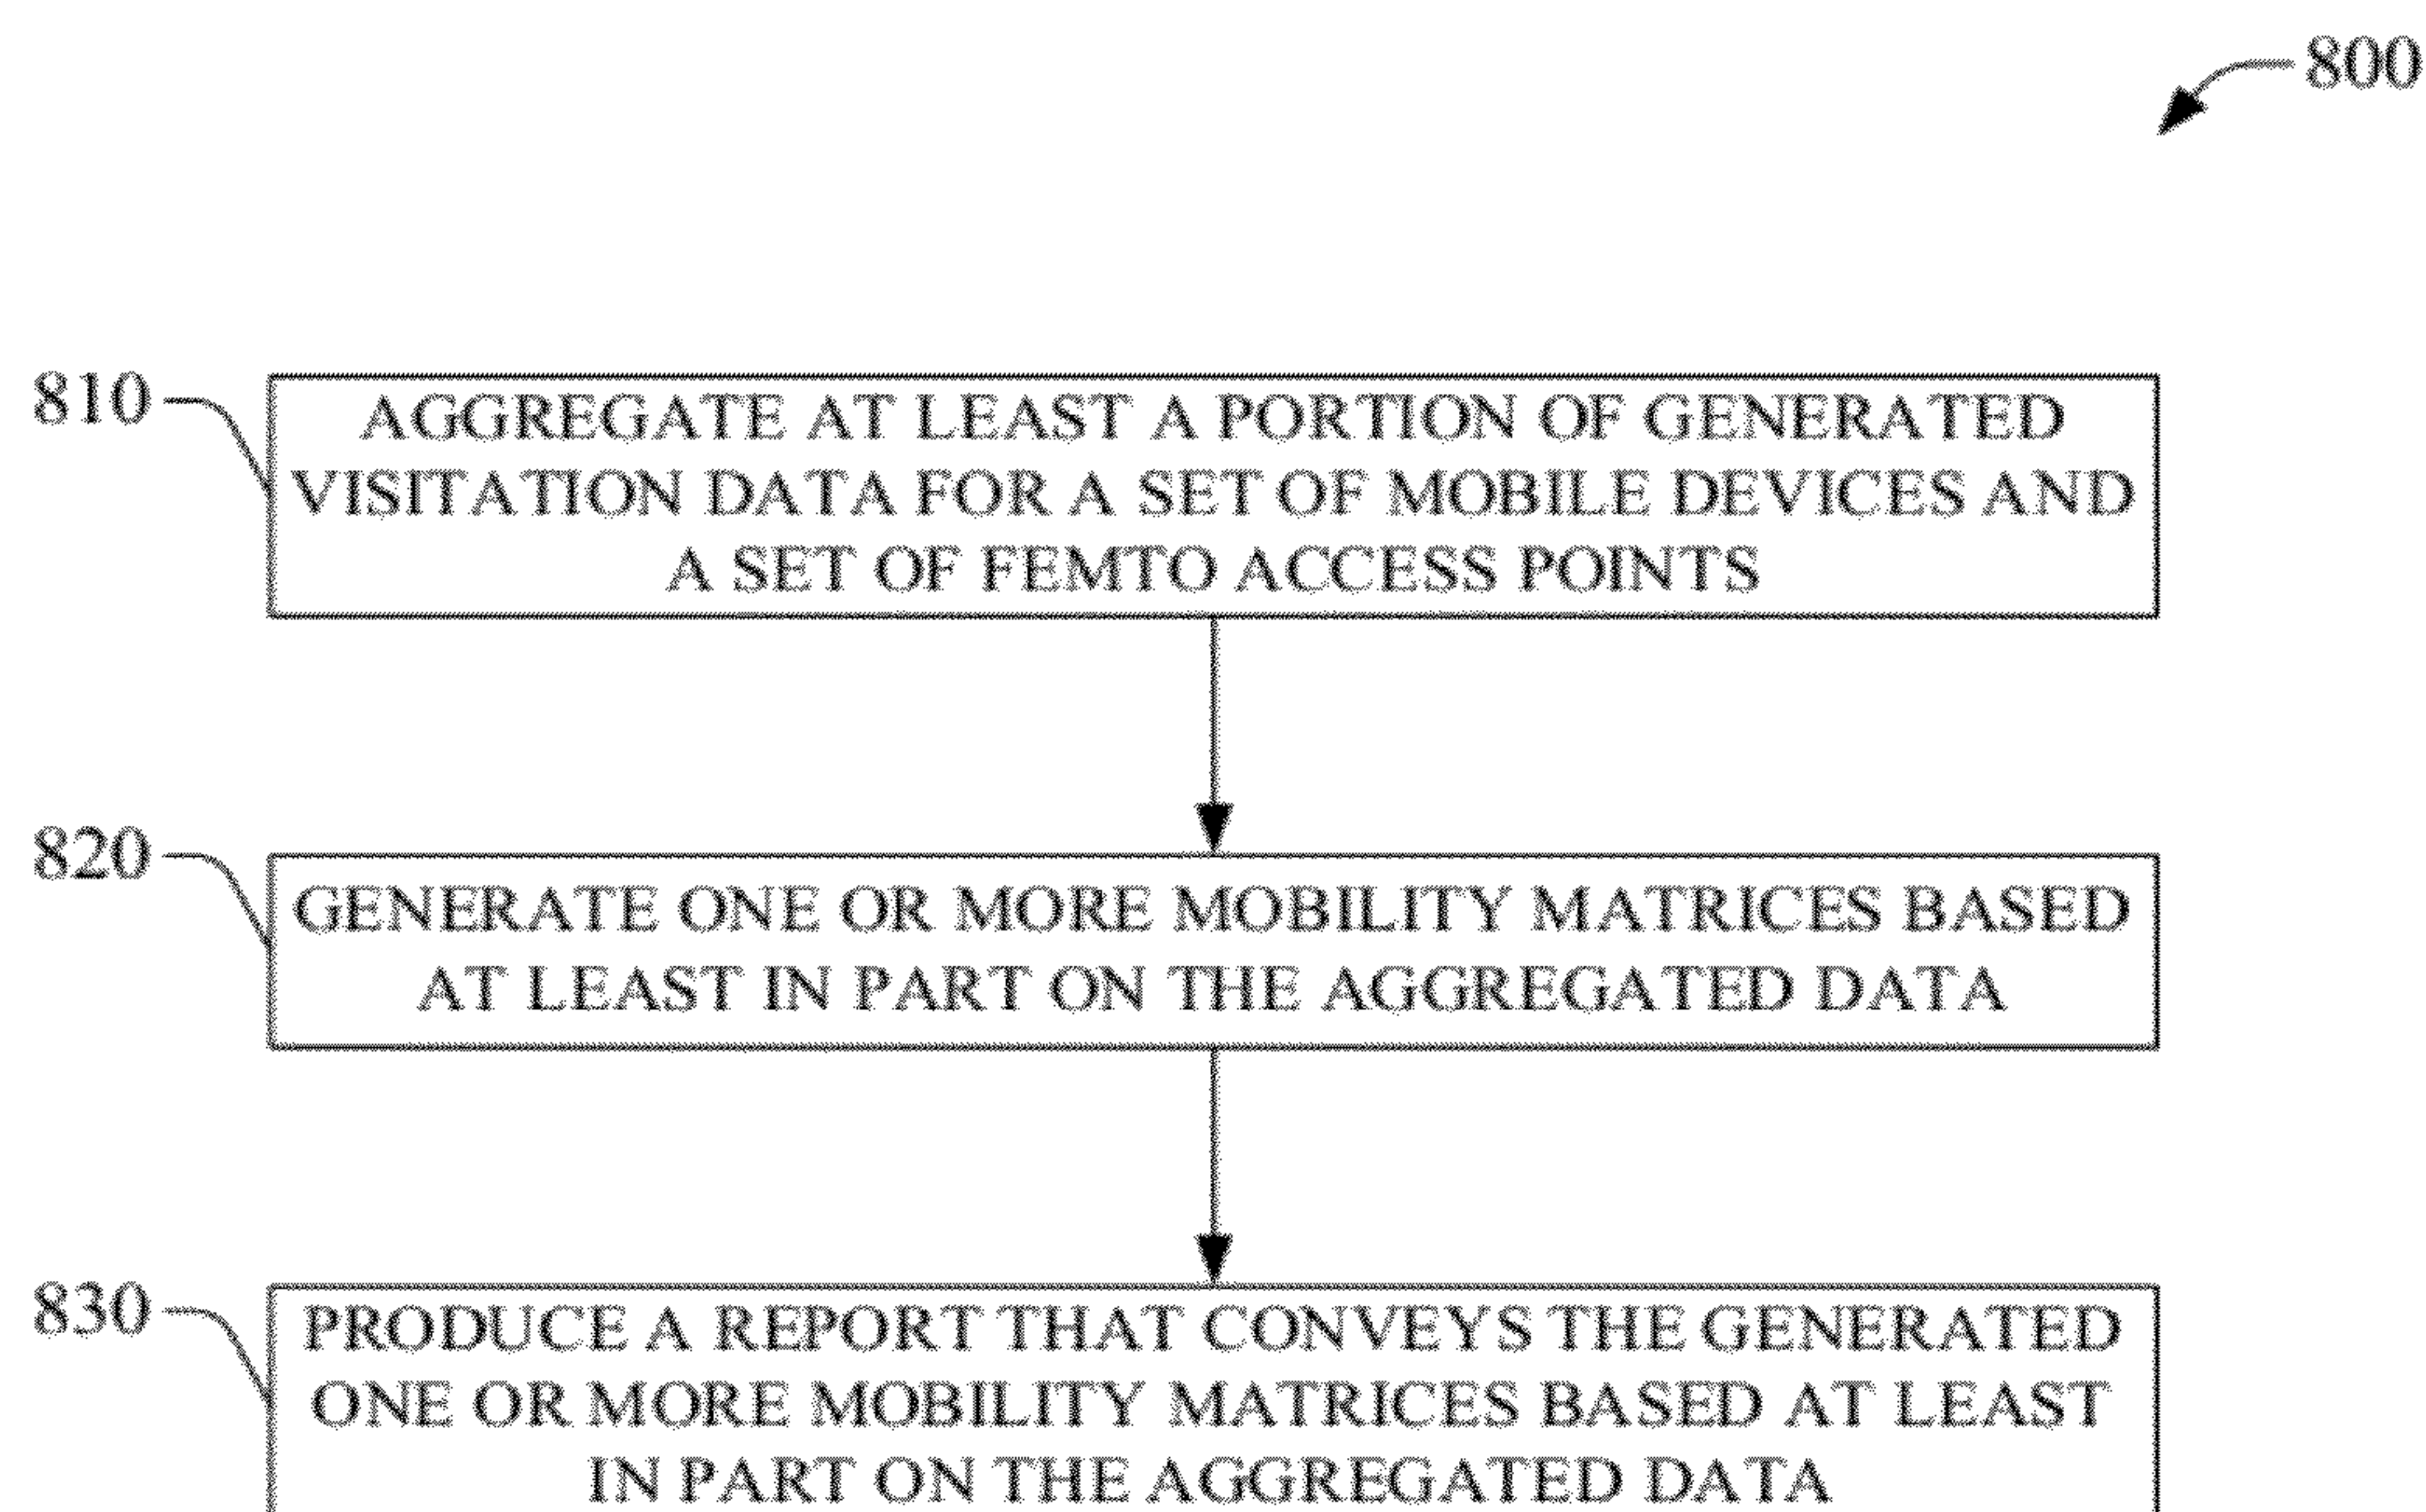 800
810
AGGREGATE AT LEAST A PORTION OF GENERATED
VISITATION DATA FOR A SET OF MOBILE DEVICES AND
A SET OF FEMTO ACCESS POINTS
820
GENERATE ONE OR MORE MOBILITY MATRICES BASED
AT LEAST IN PART ON THE AGGREGATED DATA
830
PRODUCE A REPORT THAT CONVEYS THE GENERATED
ONE OR MORE MOBILITY MATRICES BASED AT LEAST
IN PART ON THE AGGREGATED DATA